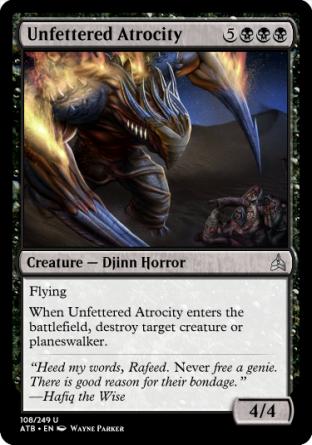 Unfettered Atrocity 5
Creature — Djinn Horror
Flying
When Unfettered Atrocity enters the
battlefield, destroy target creature or
planeswalker.
“Heed my words, Rafeed. Never free a genie.
There is good reason for their bondage.”
—Hafiq the Wise
4/4
108/249 U
ATB • EN Wayne Parker